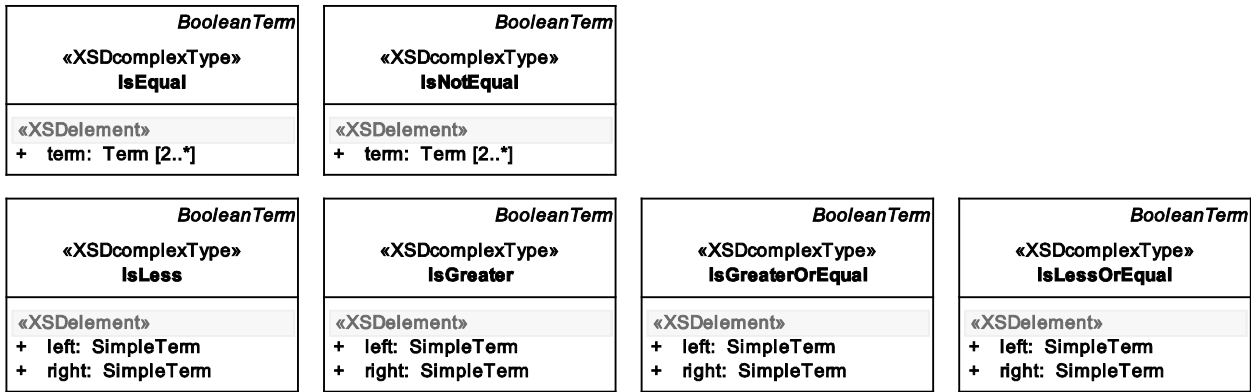 BooleanTerm
«XSDcomplexType»
IsEqual
«XSDelement»
+ term: Term [2..*]
BooleanTerm
«XSDcomplexType»
IsNotEqual
«XSDelement»
+ term: Term [2..*]
BooleanTerm
«XSDcomplexType»
IsLess
«XSDelement»
+ left: SimpleTerm
+ right: SimpleTerm
BooleanTerm
«XSDcomplexType»
IsGreater
«XSDelement»
+ left: SimpleTerm
+ right: SimpleTerm
BooleanTerm
«XSDcomplexType»
IsGreaterOrEqual
«XSDelement»
+ left: SimpleTerm
+ right: SimpleTerm
BooleanTerm
«XSDcomplexType»
IsLessOrEqual
«XSDelement»
+ left: SimpleTerm
+ right: SimpleTerm